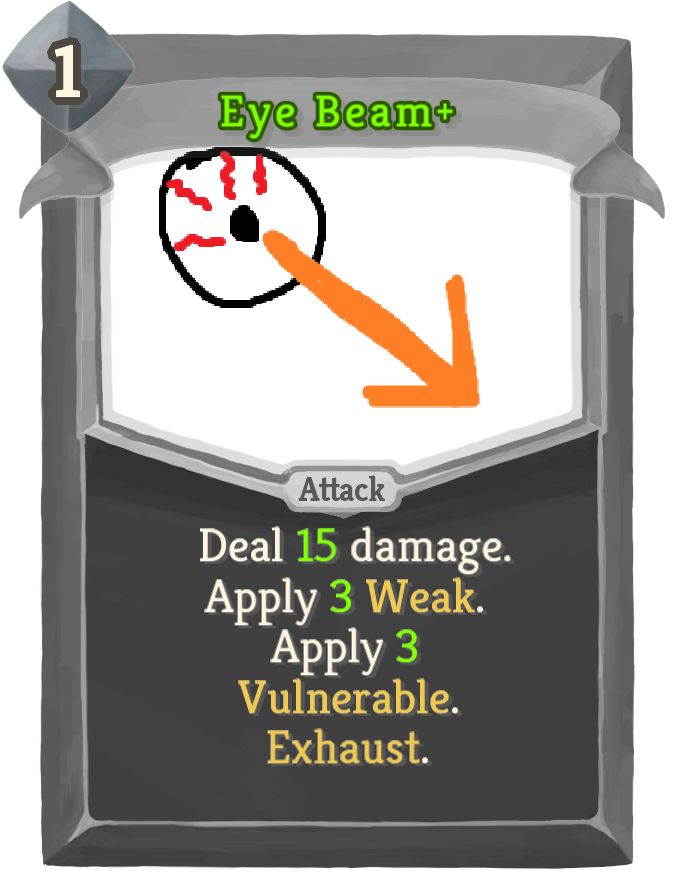 1
Eye Beam+
Attack
Deal 15 damage.
Apply 3 Weak.
Apply 3
Vulnerable.
Exhaust.